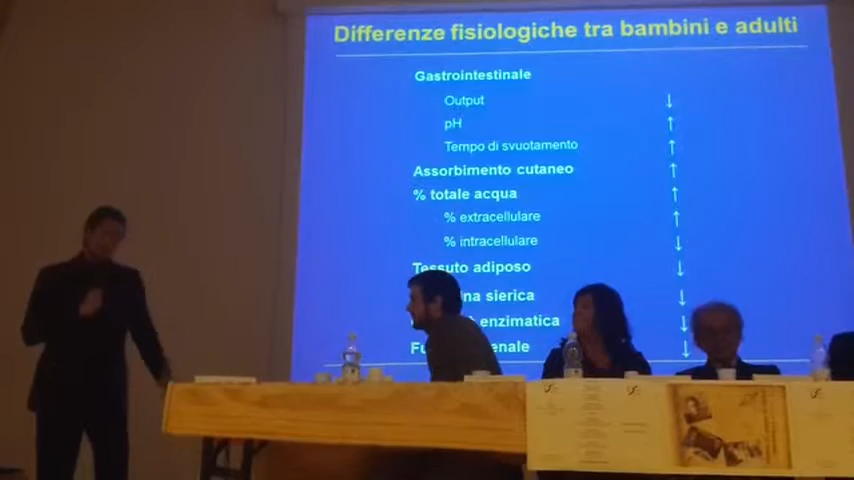 Differenze fisiologiche tra bambini e adulti
Gastrointestinale
Output ↓
pH ↑
Tempo di svuotamento ↑
Assorbimento cutaneo ↑
% totale acqua ↑
% extracellulare ↑
% intracellulare ↓
Tessuto adiposo ↓
sierica ↓
enzimatica ↓
↓